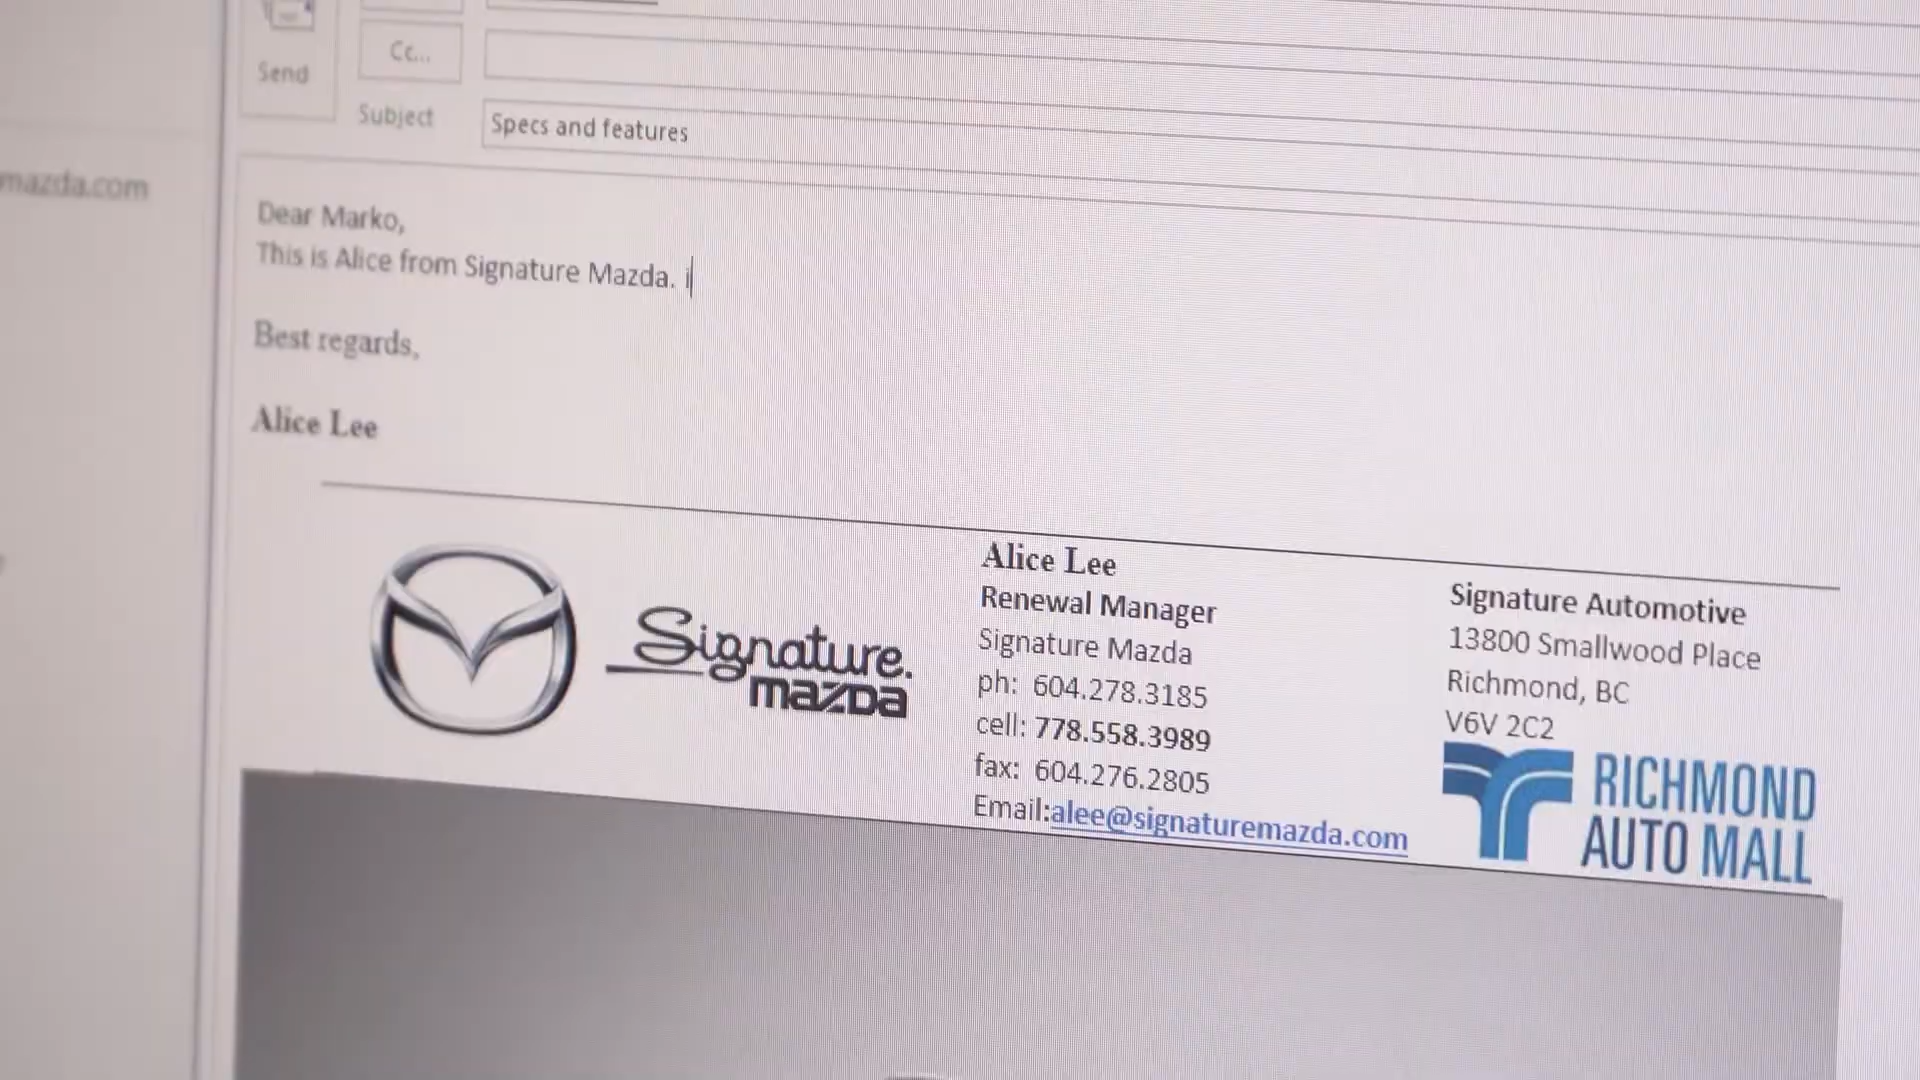 Cc...
Send
Subject
Specs and features
mazda.com
Dear Marko,
This is Alice from Signature Mazda. i
Best regards,
Alice Lee
Signature.
mazda
Alice Lee
Renewal Manager
Signature Mazda
ph: 604.278.3185
cell: 778.558.3989
fax: 604.276.2805
Email:alee@signaturemazda.com
Signature Automotive
13800 Smallwood Place
Richmond, BC
V6V 2C2
RICHMOND
AUTO MALL